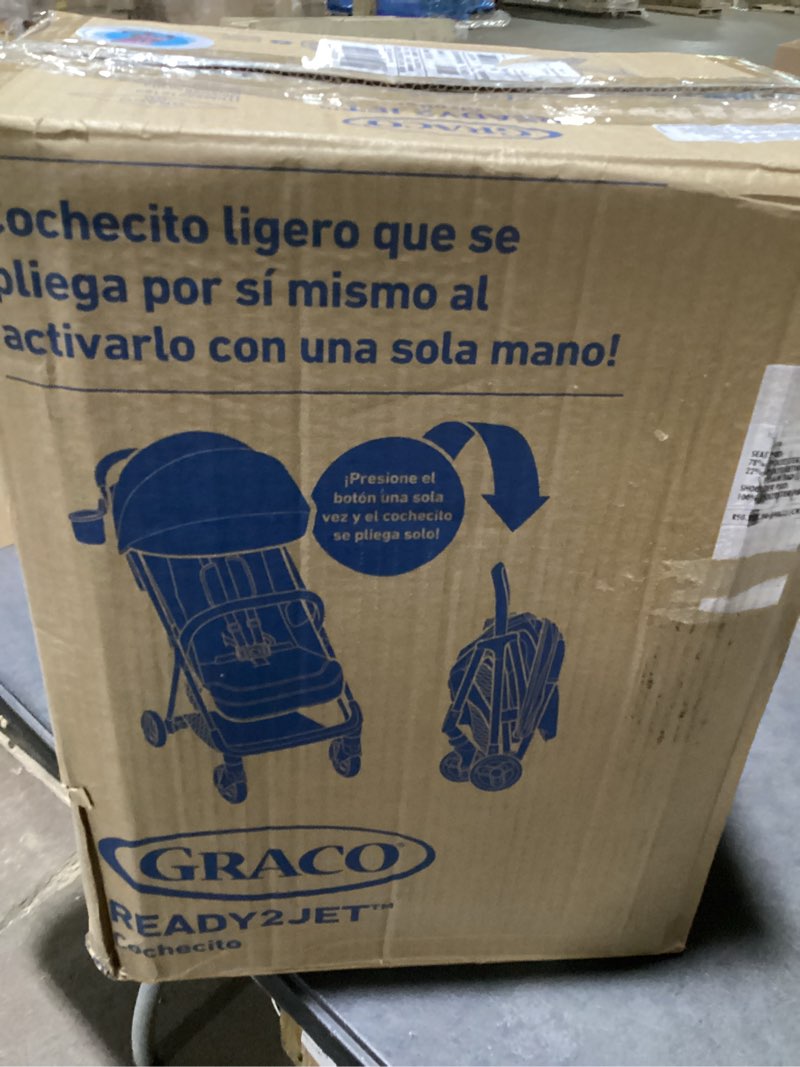 GRACO
ochecito ligero que se
pliega por sí mismo al
activarlo con una sola mano!
¡Presione el
botón una sola
vez y el cochecito
se pliega solo!
GRACO
READY2JET™
Cochecito